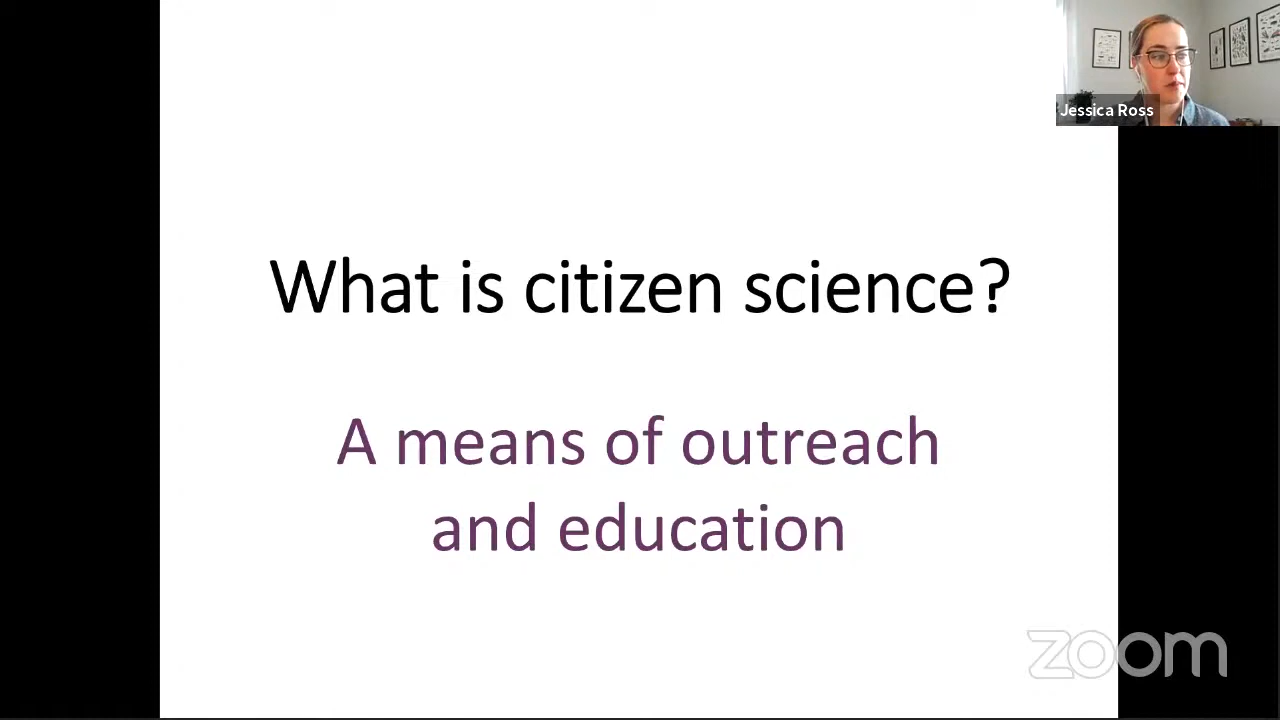 Jessica Ross
What is citizen science?
A means of outreach
and education
zoom